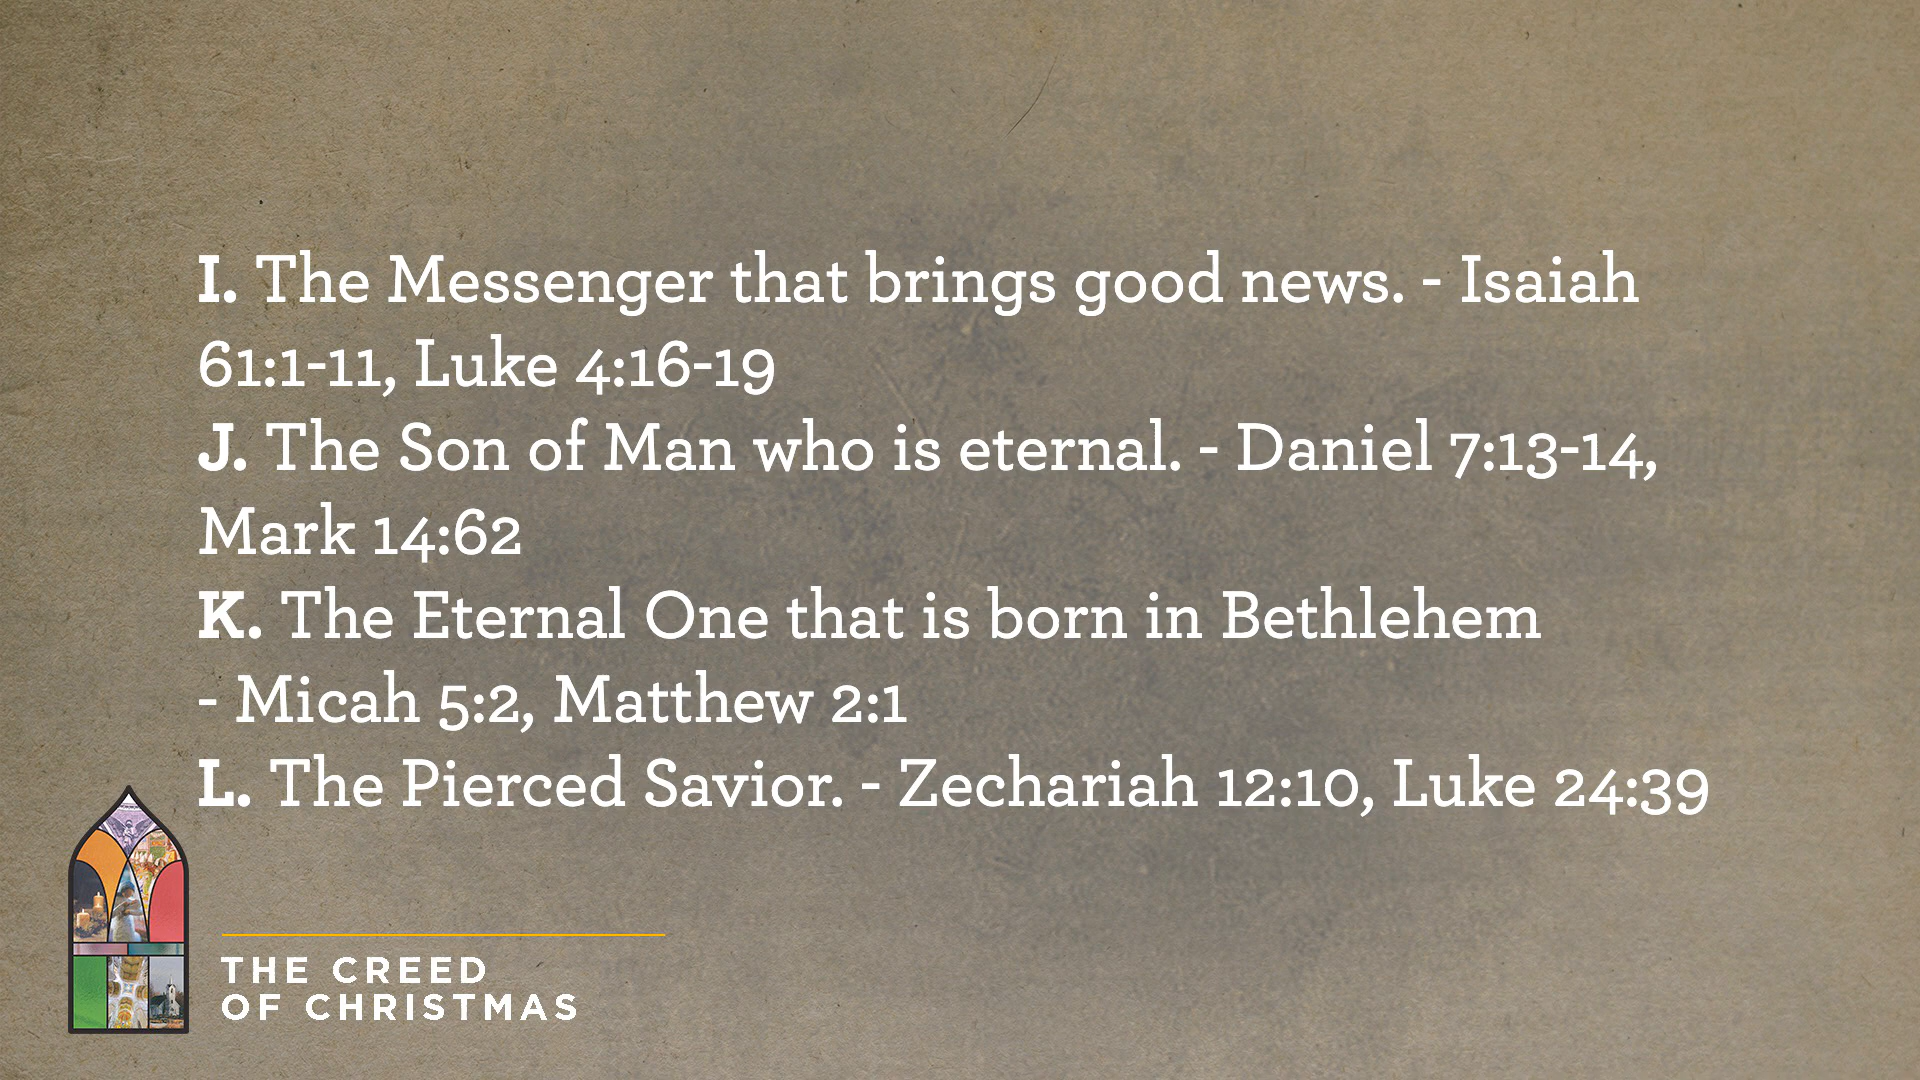 I. The Messenger that brings good news. - Isaiah
61:1-11, Luke 4:16-19
J. The Son of Man who is eternal. - Daniel 7:13-14,
Mark 14:62
K. The Eternal One that is born in Bethlehem
- Micah 5:2, Matthew 2:1
L. The Pierced Savior. - Zechariah 12:10, Luke 24:39
THE CREED
OF CHRISTMAS